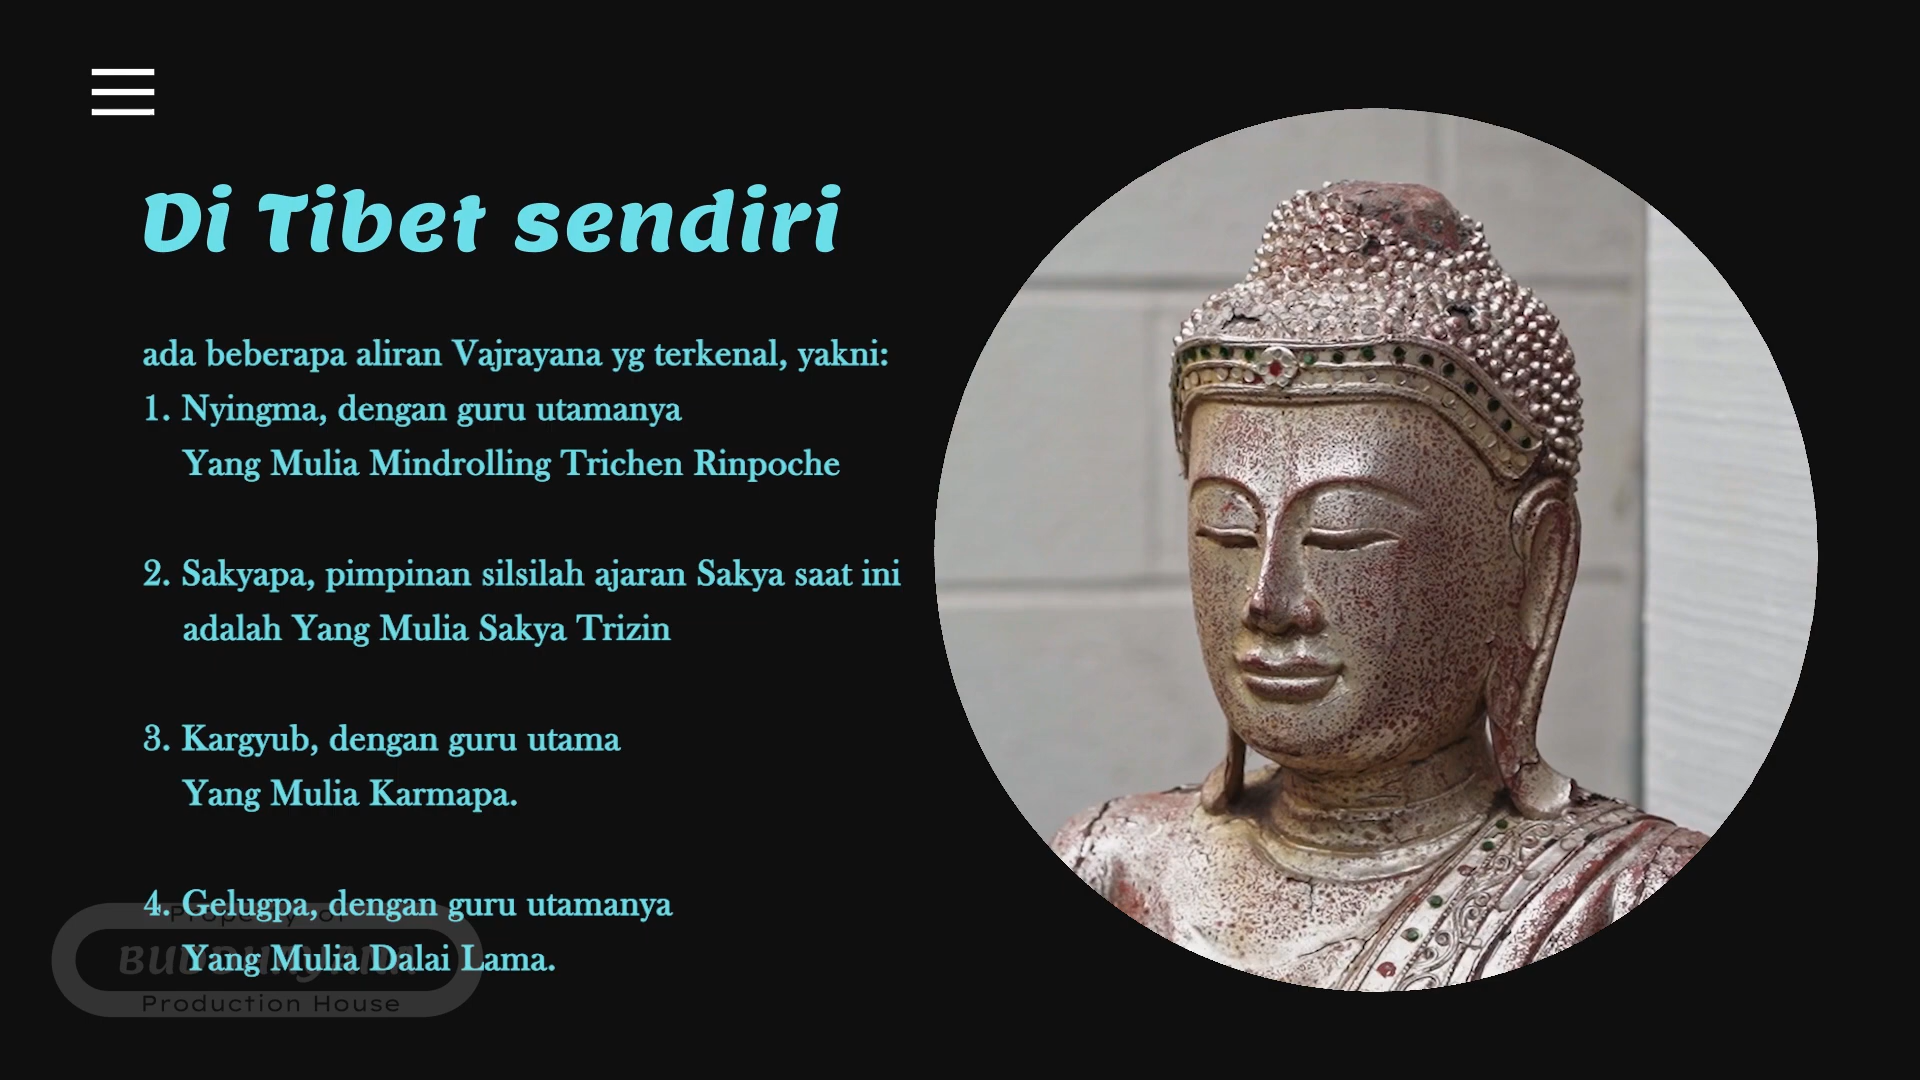 Di Tibet sendiri
ada beberapa aliran Vajrayana yg terkenal, yakni:
1. Nyingma, dengan guru utamanya
Yang Mulia Mindrolling Trichen Rinpoche
2. Sakyapa, pimpinan silsilah ajaran Sakya saat ini
adalah Yang Mulia Sakya Trizin
3. Kargyub, dengan guru utama
Yang Mulia Karmapa.
4. Gelugpa, dengan guru utamanya
Yang Mulia Dalai Lama.
Property of
Production House